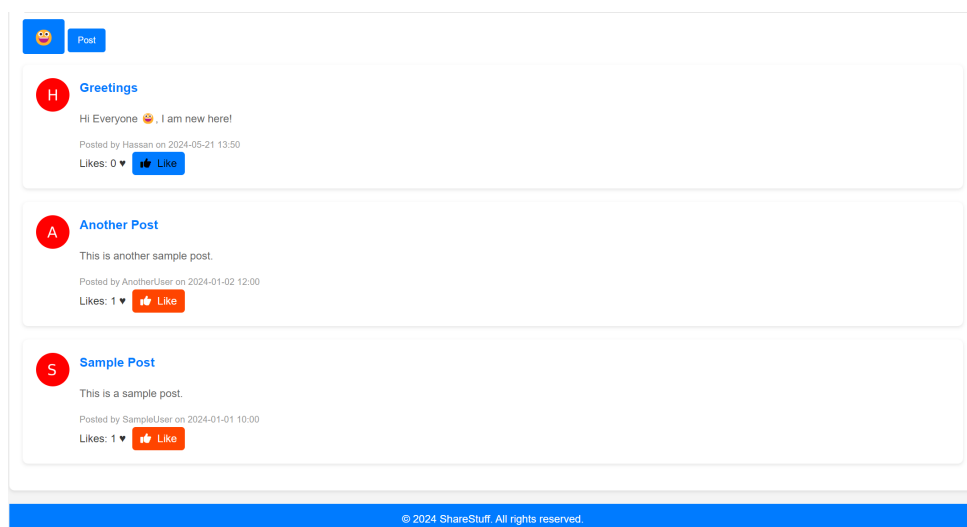 Post
H
Greetings
Hi Everyone 😀, I am new here!
Posted by Hassan on 2024-05-21 13:50
Likes: 0 ♥ Like
A
Another Post
This is another sample post.
Posted by AnotherUser on 2024-01-02 12:00
Likes: 1 ♥ Like
S
Sample Post
This is a sample post.
Posted by SampleUser on 2024-01-01 10:00
Likes: 1 ♥ Like
© 2024 ShareStuff. All rights reserved.